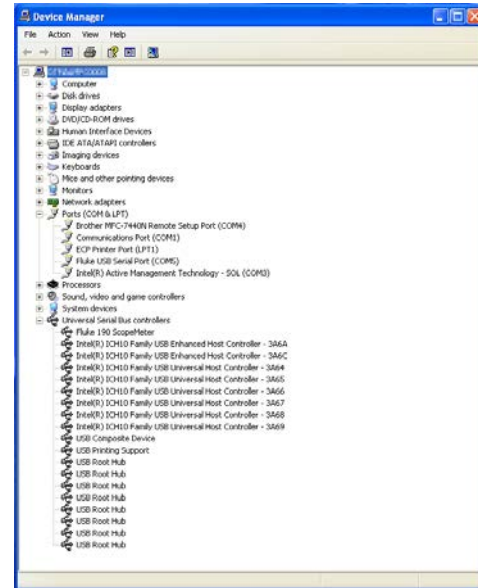 Device Manager
File Action View Help
Computer
Disk drives
Display adapters
DVD/CD-ROM drives
Human Interface Devices
IDE ATA/ATAPI controllers
Imaging devices
Keyboards
Mice and other pointing devices
Monitors
Network adapters
Ports (COM & LPT)
Brother MFC-7440N Remote Setup Port (COM4)
Communications Port (COM1)
ECP Printer Port (LPT1)
Fluke USB Serial Port (COM5)
Intel(R) Active Management Technology - SOL (COM3)
Processors
Sound, video and game controllers
System devices
Universal Serial Bus controllers
Fluke 190 ScopeMeter
Intel(R) ICH10 Family USB Enhanced Host Controller - 3A6A
Intel(R) ICH10 Family USB Enhanced Host Controller - 3A6C
Intel(R) ICH10 Family USB Universal Host Controller - 3A64
Intel(R) ICH10 Family USB Universal Host Controller - 3A65
Intel(R) ICH10 Family USB Universal Host Controller - 3A66
Intel(R) ICH10 Family USB Universal Host Controller - 3A67
Intel(R) ICH10 Family USB Universal Host Controller - 3A68
Intel(R) ICH10 Family USB Universal Host Controller - 3A69
USB Composite Device
USB Printing Support
USB Root Hub
USB Root Hub
USB Root Hub
USB Root Hub
USB Root Hub
USB Root Hub
USB Root Hub
USB Root Hub